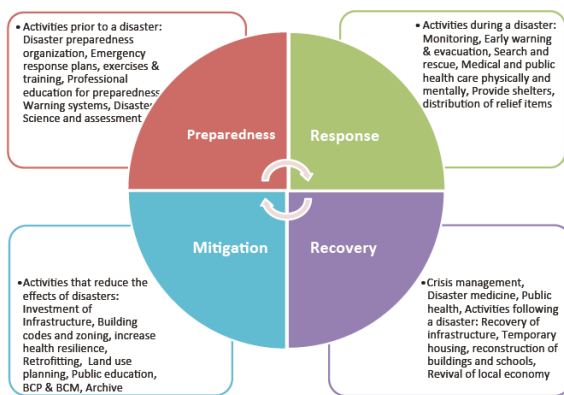 •Activities prior to a disaster:
Disaster preparedness
organization, Emergency
response plans, exercises &
training, Professional
education for preparedness
Warning systems, Disaster
Science and assessment
•Activities during a disaster:
Monitoring, Early warning
& evacuation, Search and
rescue, Medical and public
health care physically and
mentally, Provide shelters,
distribution of relief items
Preparedness
Response
Mitigation
Recovery
•Activities that reduce the
effects of disasters:
Investment of
Infrastructure, Building
codes and zoning, increase
health resilience,
Retrofitting, Land use
planning, Public education,
BCP & BCM, Archive
•Crisis management,
Disaster medicine, Public
health, Activities following
a disaster: Recovery of
infrastructure, Temporary
housing, reconstruction of
buildings and schools,
Revival of local economy